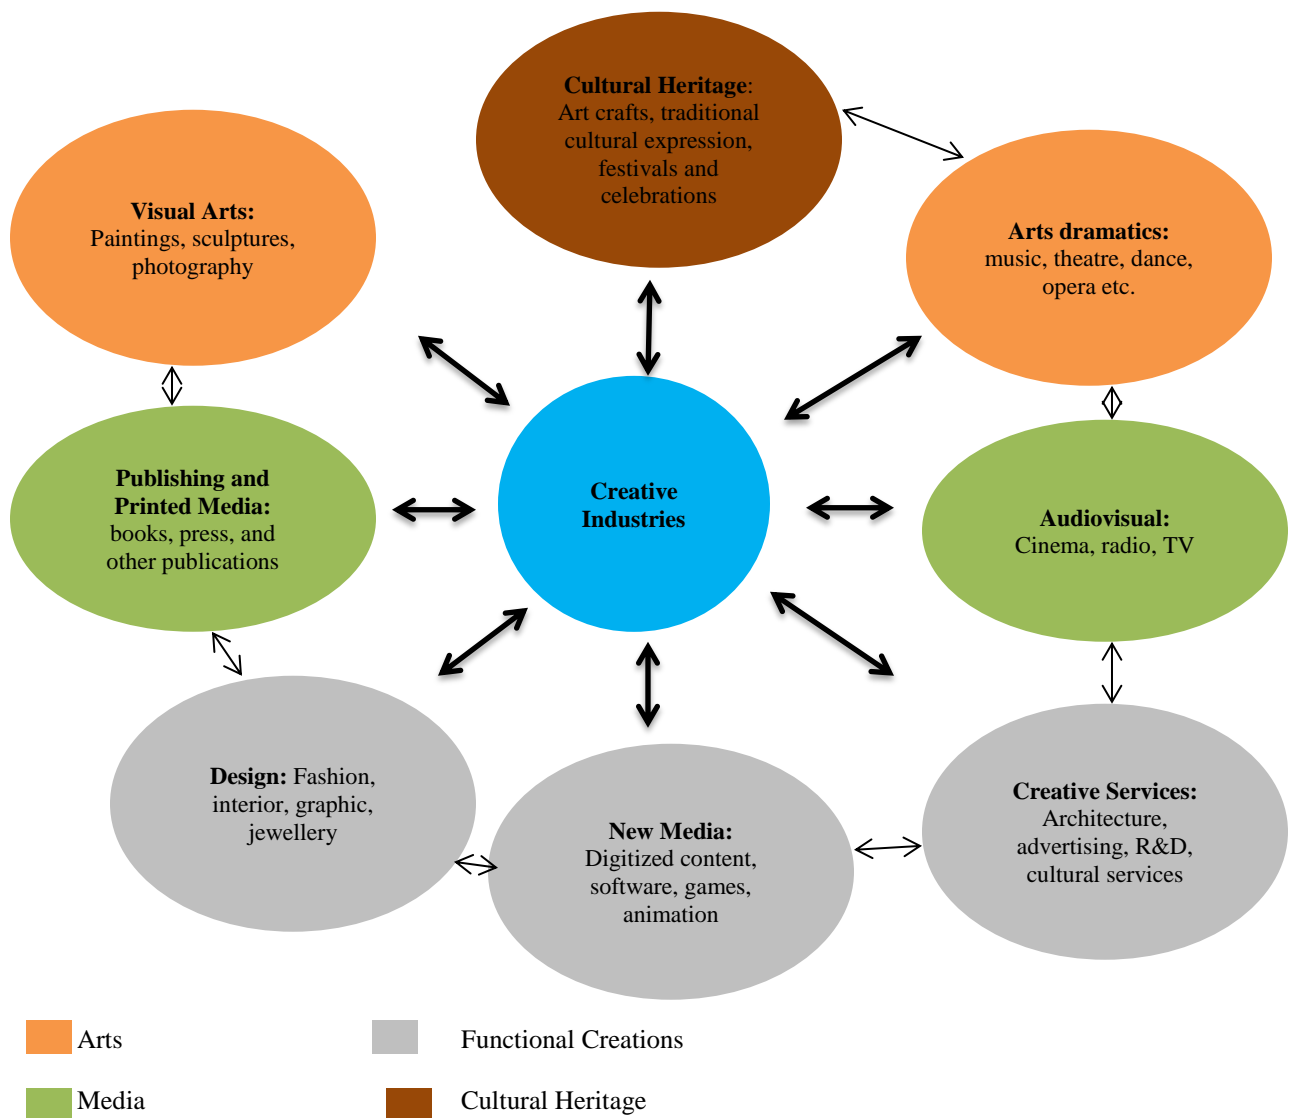 Cultural Heritage:
Art crafts, traditional
cultural expression,
festivals and
celebrations
Visual Arts:
Paintings, sculptures,
photography
Arts dramatics:
music, theatre, dance,
opera etc.
Publishing and
Printed Media:
books, press, and
other publications
Creative
Industries
Audiovisual:
Cinema, radio, TV
Design: Fashion,
interior, graphic,
jewellery
New Media:
Digitized content,
software, games,
animation
Creative Services:
Architecture,
advertising, R&D,
cultural services
Arts
Functional Creations
Media
Cultural Heritage